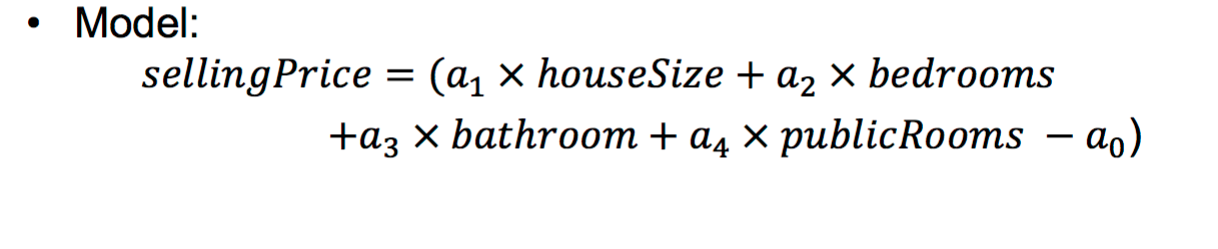 • Model:
sellingPrice = (a₁ × houseSize + a₂ × bedrooms
+a₃ × bathroom + a₄ × publicRooms − a₀)